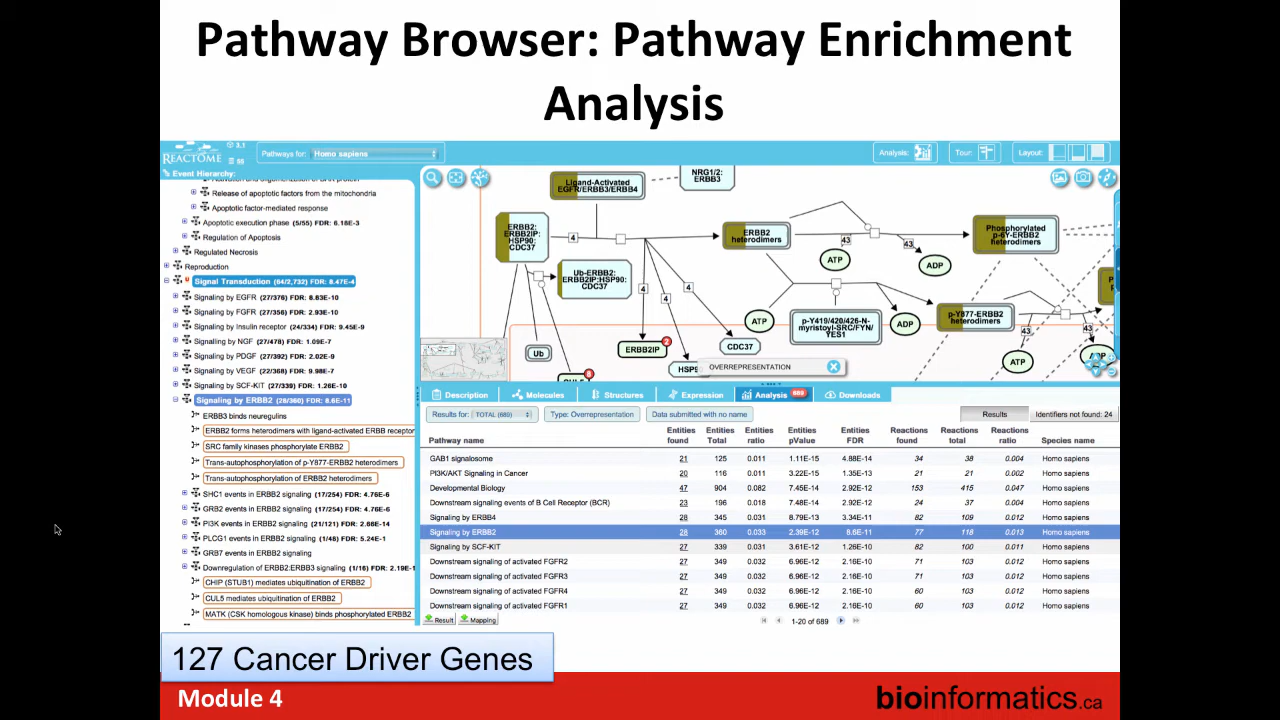 Pathway Browser: Pathway Enrichment
Analysis
REACTOME
3.1
Pathways for:
Homo sapiens
Analysis:
Tour:
Layout:
Event Hierarchy:
Release of apoptotic factors from the mitochondria
Apoptotic factor-mediated response
Apoptotic execution phase (5/55) FDR: 6.18E-3
Regulation of Apoptosis
Regulated Necrosis
Reproduction
Signal Transduction (64/2,732) FDR: 8.47E-4
Signaling by EGFR (27/376) FDR: 8.83E-10
Signaling by FGFR (27/356) FDR: 2.93E-10
Signaling by Insulin receptor (24/334) FDR: 9.45E-9
Signaling by NGF (27/478) FDR: 1.09E-7
Signaling by PDGF (27/392) FDR: 2.02E-9
Signaling by VEGF (27/368) FDR: 9.98E-7
Signaling by SCF-KIT (27/339) FDR: 1.26E-10
Signaling by ERBB2 (28/360) FDR: 8.6E-11
ERBB3 binds neuregulins
ERBB2 forms heterodimers with ligand-activated ERBB receptor
SRC family kinases phosphorylate ERBB2
Trans-autophosphorylation of p-Y877-ERBB2 heterodimers
Trans-autophosphorylation of ERBB2 heterodimers
SHC1 events in ERBB2 signaling (17/254) FDR: 4.76E-6
GRB2 events in ERBB2 signaling (17/254) FDR: 4.76E-6
PI3K events in ERBB2 signaling (21/121) FDR: 2.66E-14
PLCG1 events in ERBB2 signaling (1/48) FDR: 5.24E-1
GRB7 events in ERBB2 signaling
Downregulation of ERBB2:ERBB3 signaling (1/16) FDR: 2.19E-1
CHIP (STUB1) mediates ubiquitination of ERBB2
CUL5 mediates ubiquitination of ERBB2
MATK (CSK homologous kinase) binds phosphorylated ERBB2
Ligand-Activated
EGFR/ERBB3/ERBB4
NRG1/2:
ERBB3
ERBB2:
ERBB2IP:
HSP90:
CDC37
4
ERBB2
heterodimers
43
ATP
43
ADP
Phosphorylated
p-6Y-ERBB2
heterodimers
Ub-ERBB2:
ERBB2IP:HSP90:
CDC37
4
4
4
ATP
p-Y419/420/426-N-
myristoyl-SRC/FYN/
YES1
ADP
p-Y877-ERBB2
heterodimers
43
43
ATP
Ub
ERBB2IP
2
CDC37
HSP9
8
OVERREPRESENTATION
Description
Molecules
Structures
Expression
Analysis 689
Downloads
Results for: TOTAL (689)
Type: Overrepresentation
Data submitted with no name
Results
Identifiers not found: 24
Pathway name Entities found Entities Total Entities ratio Entities pValue Entities FDR Reactions found Reactions total Reactions ratio Species name
GAB1 signalosome 21 125 0.011 1.11E-15 4.88E-14 34 38 0.004 Homo sapiens
PI3K/AKT Signaling in Cancer 20 116 0.011 3.22E-15 1.35E-13 21 21 0.002 Homo sapiens
Developmental Biology 47 904 0.082 7.45E-14 2.92E-12 153 415 0.047 Homo sapiens
Downstream signaling events of B Cell Receptor (BCR) 23 196 0.018 7.48E-14 2.92E-12 24 37 0.004 Homo sapiens
Signaling by ERBB4 28 345 0.031 8.79E-13 3.34E-11 82 109 0.012 Homo sapiens
Signaling by ERBB2 28 360 0.033 2.39E-12 8.6E-11 77 118 0.013 Homo sapiens
Signaling by SCF-KIT 27 339 0.031 3.61E-12 1.26E-10 82 100 0.011 Homo sapiens
Downstream signaling of activated FGFR2 27 349 0.032 6.96E-12 2.16E-10 71 103 0.012 Homo sapiens
Downstream signaling of activated FGFR3 27 349 0.032 6.96E-12 2.16E-10 60 103 0.012 Homo sapiens
Downstream signaling of activated FGFR4 27 349 0.032 6.96E-12 2.16E-10 71 103 0.012 Homo sapiens
Downstream signaling of activated FGFR1 27 349 0.032 6.96E-12 2.16E-10 60 103 0.012 Homo sapiens
Result
Mapping
1-20 of 689
127 Cancer Driver Genes
Module 4
bioinformatics.ca